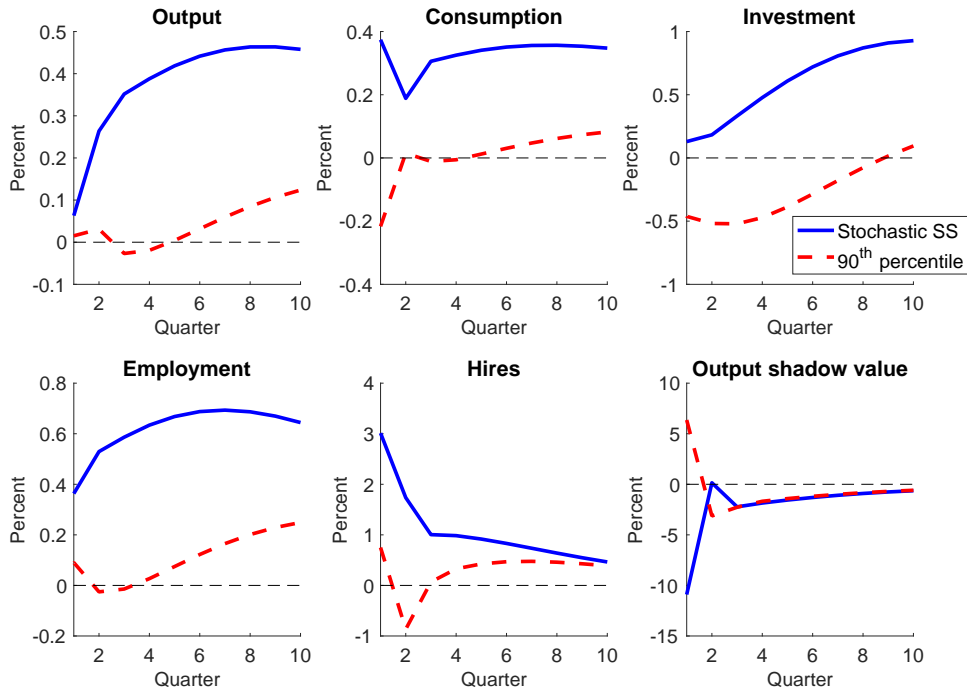 Output
Percent
0.5
0.4
0.3
0.2
0.1
0
-0.1
2 4 6 8 10
Quarter
Consumption
Percent
0.4
0.2
0
-0.2
-0.4
2 4 6 8 10
Quarter
Investment
Percent
1
0.5
0
-0.5
-1
2 4 6 8 10
Quarter
Stochastic SS
90th percentile
Employment
Percent
0.8
0.6
0.4
0.2
0
-0.2
2 4 6 8 10
Quarter
Hires
Percent
4
3
2
1
0
-1
2 4 6 8 10
Quarter
Output shadow value
Percent
10
5
0
-5
-10
-15
2 4 6 8 10
Quarter